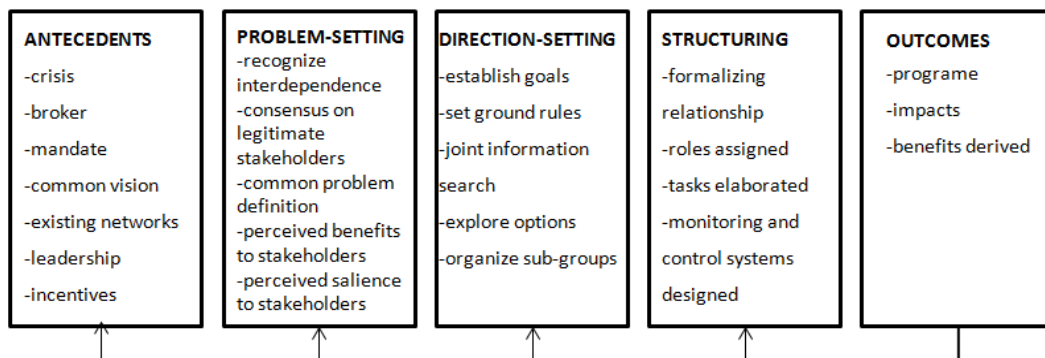 ANTECEDENTS
-crisis
-broker
-mandate
-common vision
-existing networks
-leadership
-incentives
PROBLEM-SETTING
-recognize
interdependence
-consensus on
legitimate
stakeholders
-common problem
definition
-perceived benefits
to stakeholders
-perceived salience
to stakeholders
DIRECTION-SETTING
-establish goals
-set ground rules
-joint information
search
-explore options
-organize sub-groups
STRUCTURING
-formalizing
relationship
-roles assigned
-tasks elaborated
-monitoring and
control systems
designed
OUTCOMES
-programe
-impacts
-benefits derived